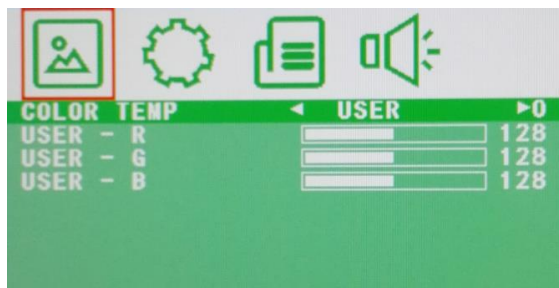 COLOR TEMP ◄ USER ►0
USER - R 128
USER - G 128
USER - B 128